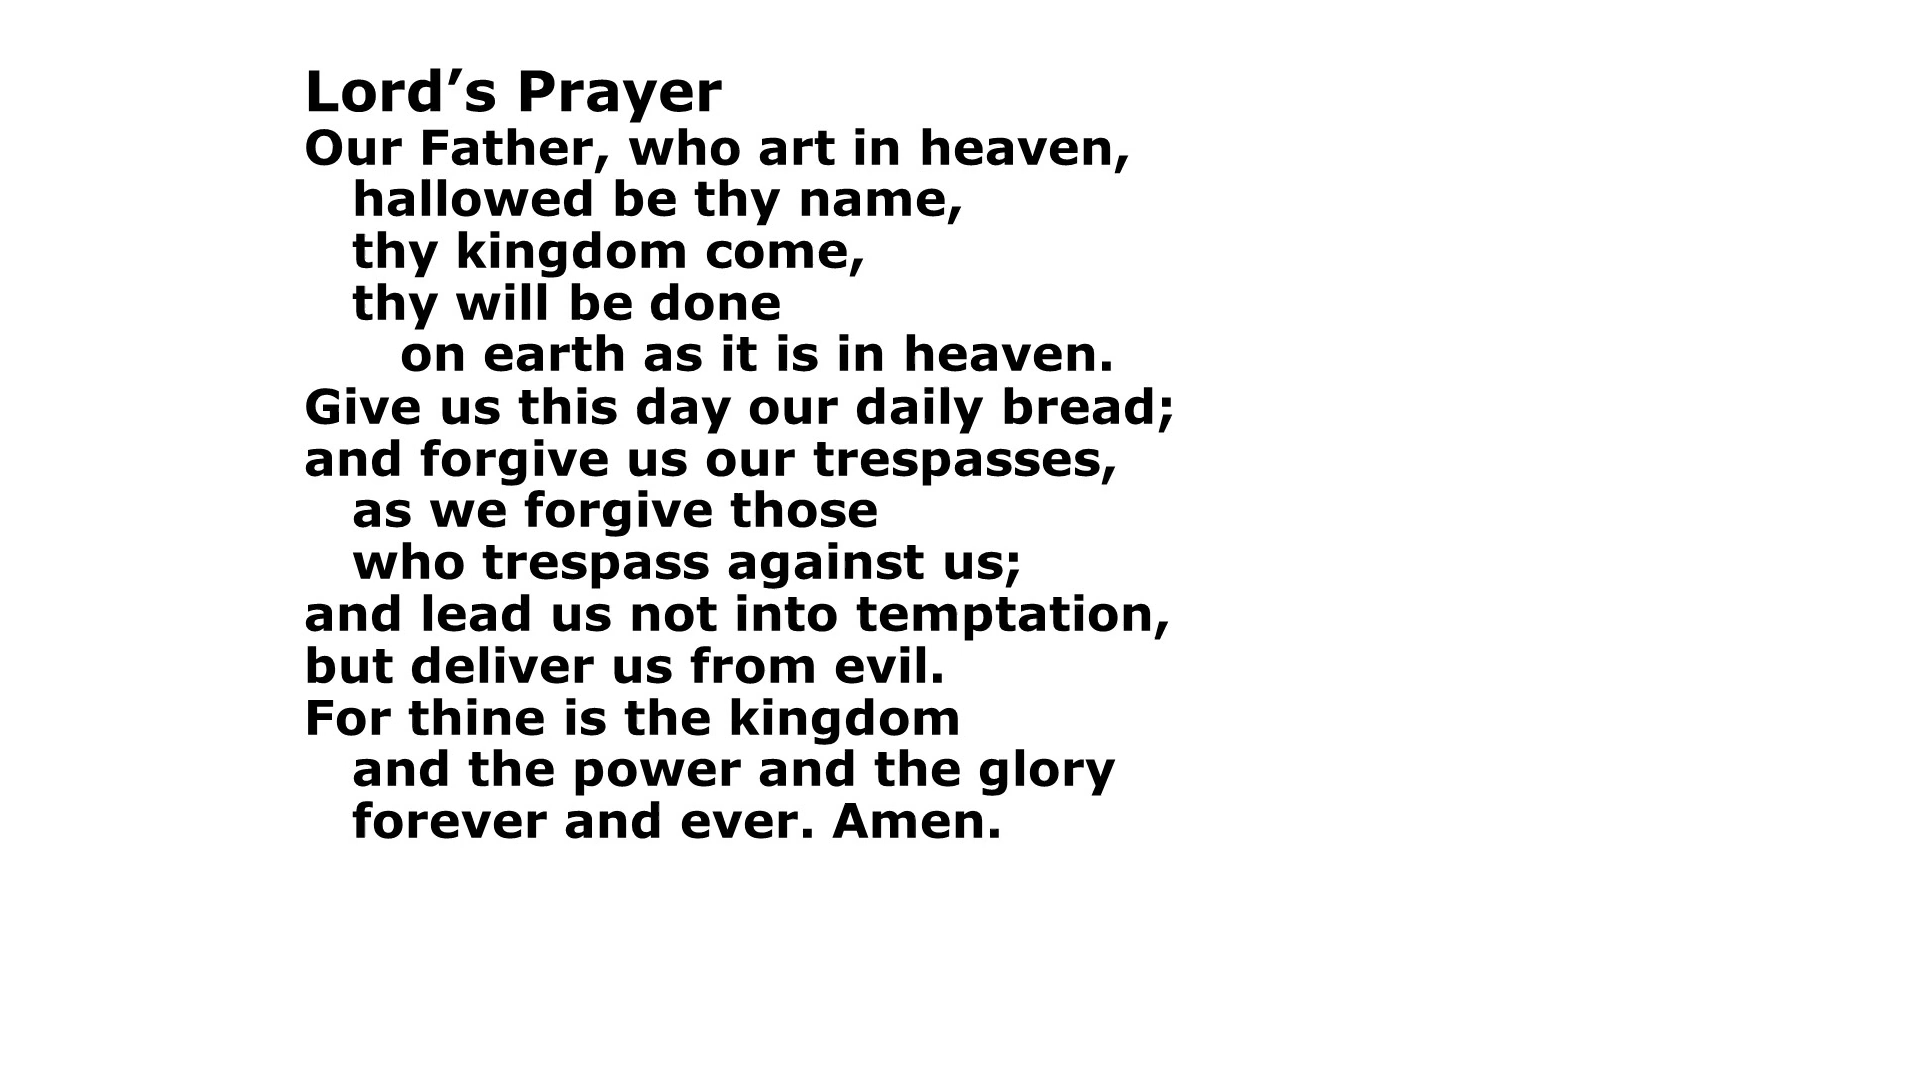 Lord’s Prayer
Our Father, who art in heaven,
hallowed be thy name,
thy kingdom come,
thy will be done
on earth as it is in heaven.
Give us this day our daily bread;
and forgive us our trespasses,
as we forgive those
who trespass against us;
and lead us not into temptation,
but deliver us from evil.
For thine is the kingdom
and the power and the glory
forever and ever. Amen.